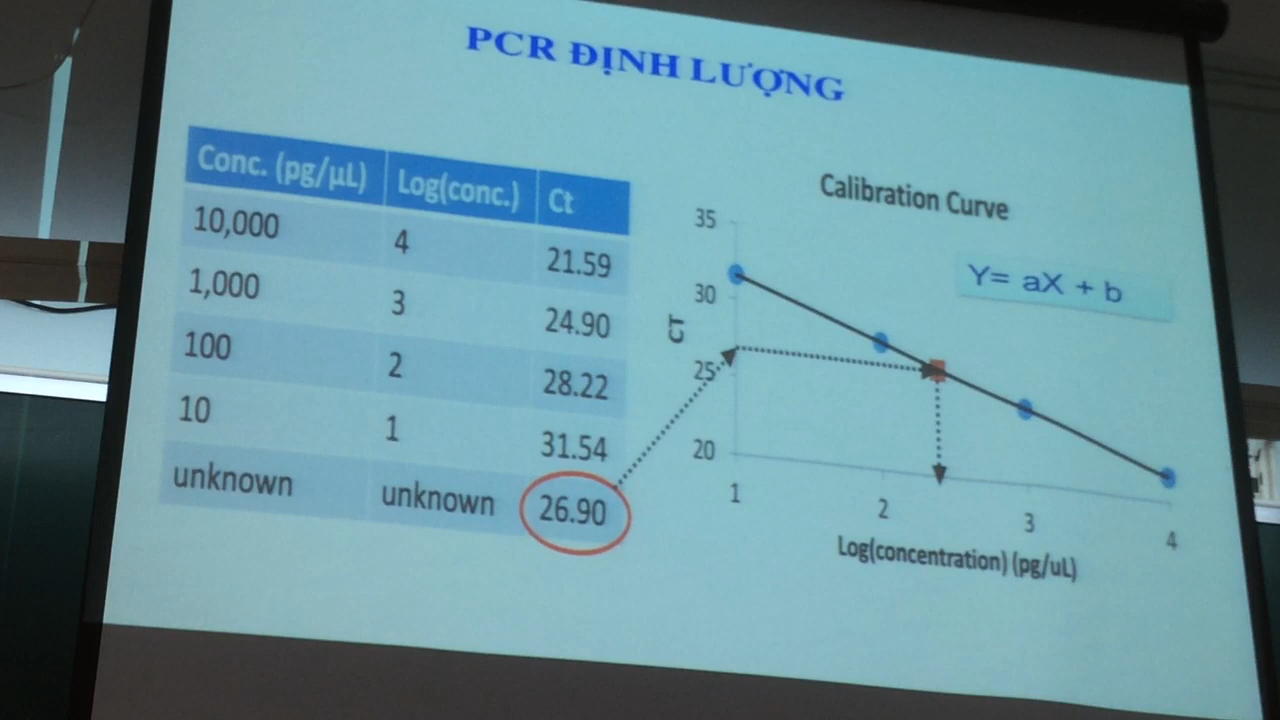 PCR ĐỊNH LƯỢNG
Conc. (pg/µL) Log(conc.) Ct
10,000 4 21.59
1,000 3 24.90
100 2 28.22
10 1 31.54
unknown unknown 26.90
Calibration Curve
Y= aX + b
CT
35
30
25
20
1 2 3 4
Log(concentration) (pg/uL)